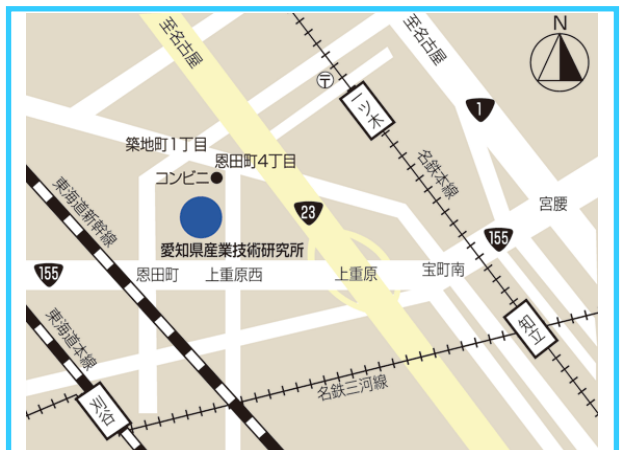 至名古屋
至名古屋
N
〒
一ツ木
1
築地町1丁目
恩田町4丁目
コンビニ
名鉄本線
東海道新幹線
23
宮腰
155
愛知県産業技術研究所
155
恩田町
上重原西
上重原
宝町南
東海道本線
知立
名鉄三河線
刈谷